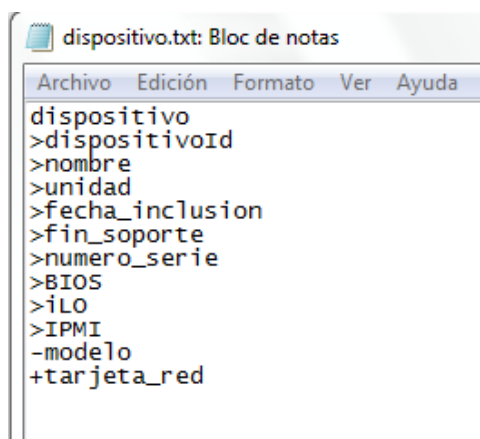 dispositivo.txt: Bloc de notas
Archivo Edición Formato Ver Ayuda
dispositivo
>dispositivoId
>nombre
>unidad
>fecha_inclusion
>fin_soporte
>numero_serie
>BIOS
>iLO
>IPMI
-modelo
+tarjeta_red